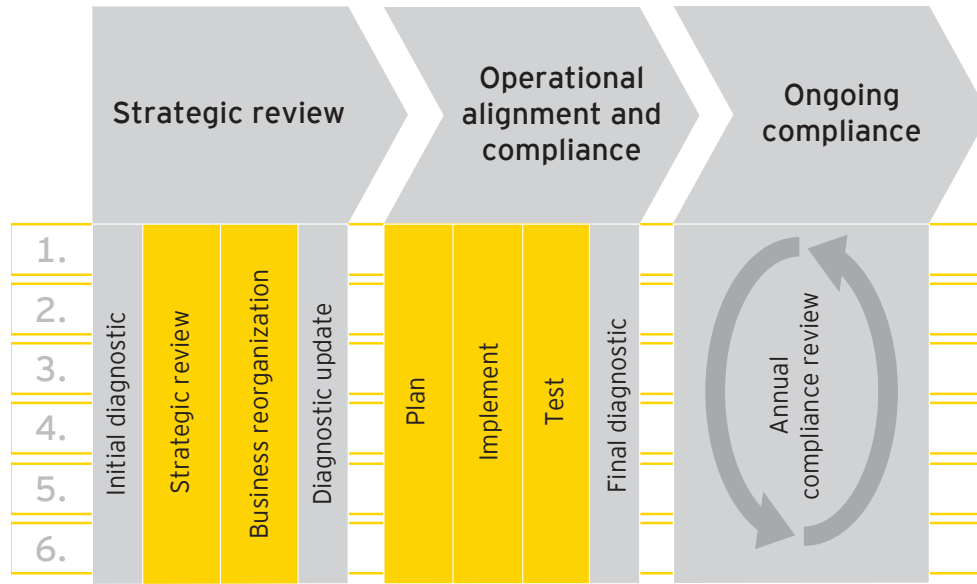 Strategic review
Operational
alignment and
compliance
Ongoing
compliance
1.
2.
3.
4.
5.
6.
Initial diagnostic
Strategic review
Business reorganization
Diagnostic update
Plan
Implement
Test
Final diagnostic
Annual
compliance review